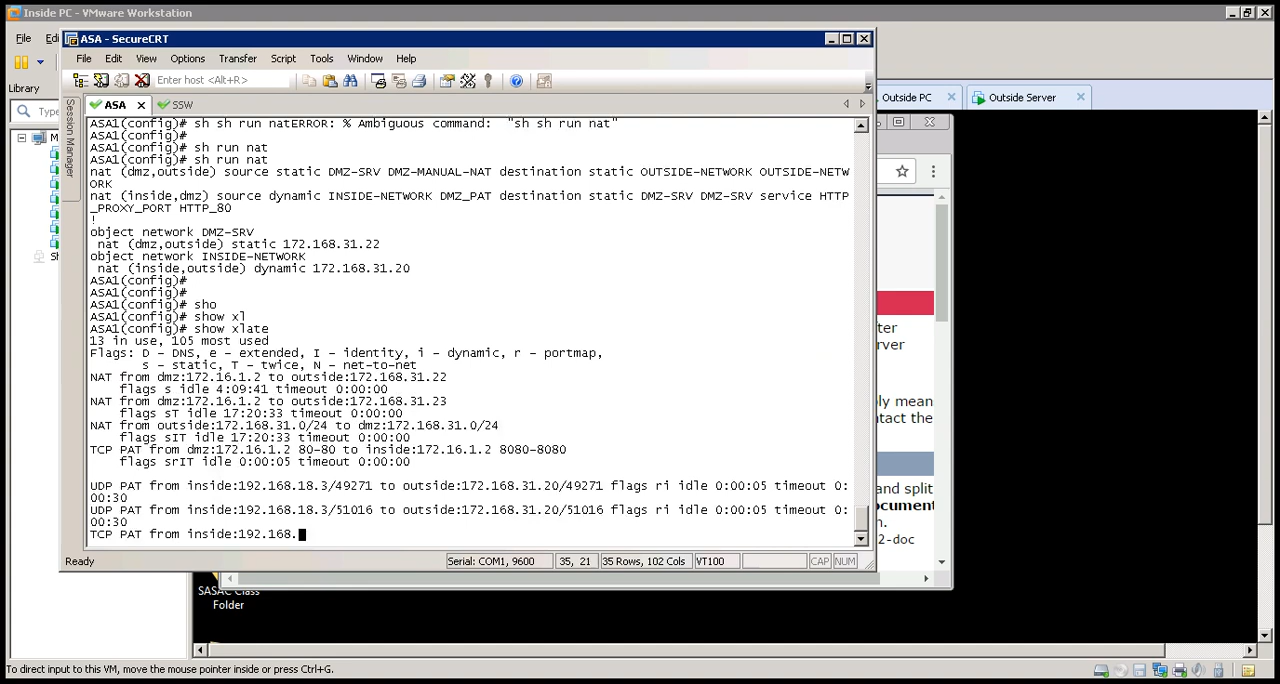 Inside PC - VMware Workstation
File
Library
Type
ASA - SecureCRT
File Edit View Options Transfer Script Tools Window Help
Enter host <Alt+R>
ASA
SSW
Outside PC
Outside Server
Session Manager
ASA1(config)# sh sh run natERROR: % Ambiguous command:  "sh sh run nat"
ASA1(config)#
ASA1(config)# sh run nat
ASA1(config)# sh run nat
nat (dmz,outside) source static DMZ-SRV DMZ-MANUAL-NAT destination static OUTSIDE-NETWORK OUTSIDE-NETW
ORK
nat (inside,dmz) source dynamic INSIDE-NETWORK DMZ_PAT destination static DMZ-SRV DMZ-SRV service HTTP
_PROXY_PORT HTTP_80
!
object network DMZ-SRV
nat (dmz,outside) static 172.168.31.22
object network INSIDE-NETWORK
nat (inside,outside) dynamic 172.168.31.20
ASA1(config)#
ASA1(config)#
ASA1(config)# sho
ASA1(config)# show xl
ASA1(config)# show xlate
13 in use, 105 most used
Flags: D - DNS, e - extended, I - identity, i - dynamic, r - portmap,
s - static, T - twice, N - net-to-net
NAT from dmz:172.16.1.2 to outside:172.168.31.22
flags s idle 4:09:41 timeout 0:00:00
NAT from dmz:172.16.1.2 to outside:172.168.31.23
flags sT idle 17:20:33 timeout 0:00:00
NAT from outside:172.168.31.0/24 to dmz:172.168.31.0/24
flags sIT idle 17:20:33 timeout 0:00:00
TCP PAT from dmz:172.16.1.2 80-80 to inside:172.16.1.2 8080-8080
flags srIT idle 0:00:05 timeout 0:00:00
UDP PAT from inside:192.168.18.3/49271 to outside:172.168.31.20/49271 flags ri idle 0:00:05 timeout 0:
00:30
UDP PAT from inside:192.168.18.3/51016 to outside:172.168.31.20/51016 flags ri idle 0:00:05 timeout 0:
00:30
TCP PAT from inside:192.168.
Ready
Serial: COM1, 9600
35, 21
35 Rows, 102 Cols
VT100
CAP
NUM
ply mean
ntact the
and split
ocument
n.
2-doc
SASAC Class
Folder
To direct input to this VM, move the mouse pointer inside or press Ctrl+G.